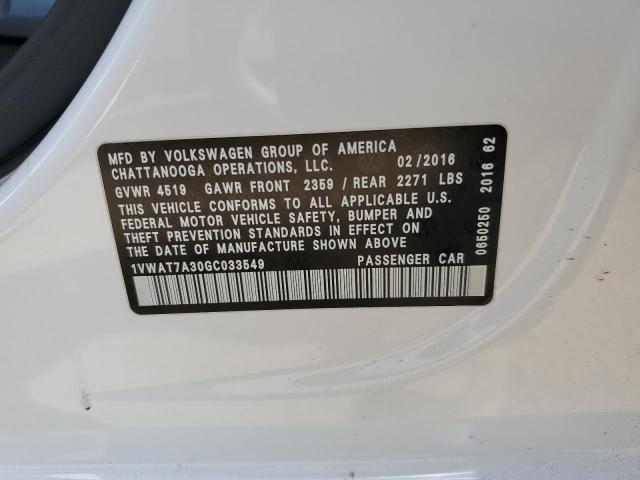 MFD BY VOLKSWAGEN GROUP OF AMERICA
CHATTANOOGA OPERATIONS, LLC. 02/2016
GVWR 4519 GAWR FRONT 2359 / REAR 2271 LBS
THIS VEHICLE CONFORMS TO ALL APPLICABLE U.S.
FEDERAL MOTOR VEHICLE SAFETY, BUMPER AND
THEFT PREVENTION STANDARDS IN EFFECT ON
THE DATE OF MANUFACTURE SHOWN ABOVE
1VWAT7A30GC033549 PASSENGER CAR
0650250 2016 62